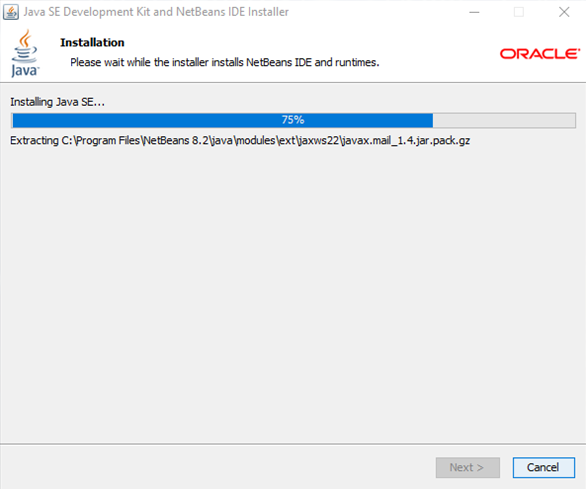 Java SE Development Kit and NetBeans IDE Installer
Java
Installation
Please wait while the installer installs NetBeans IDE and runtimes.
ORACLE
Installing Java SE...
75%
Extracting C:\Program Files\NetBeans 8.2\java\modules\ext\jaxws22\javax.mail_1.4.jar.pack.gz
Next >
Cancel